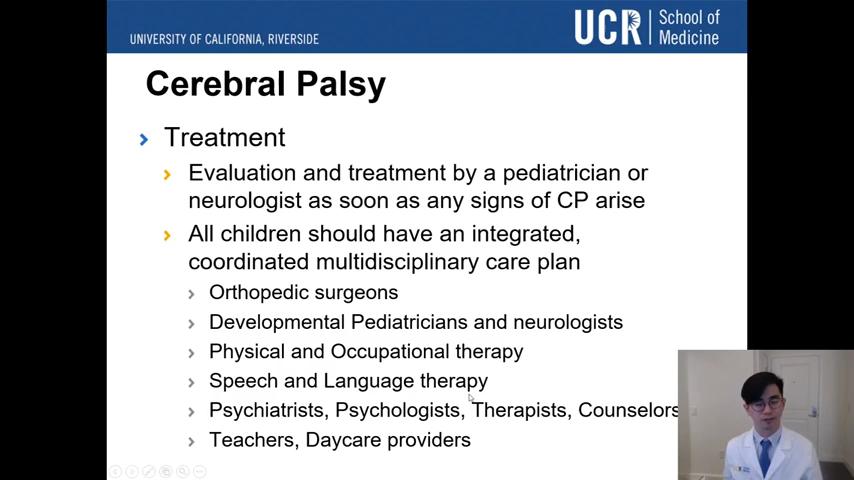 UNIVERSITY OF CALIFORNIA, RIVERSIDE
UCR
School of
Medicine
Cerebral Palsy
Treatment
Evaluation and treatment by a pediatrician or
neurologist as soon as any signs of CP arise
All children should have an integrated,
coordinated multidisciplinary care plan
Orthopedic surgeons
Developmental Pediatricians and neurologists
Physical and Occupational therapy
Speech and Language therapy
Psychiatrists, Psychologists, Therapists, Counselors
Teachers, Daycare providers